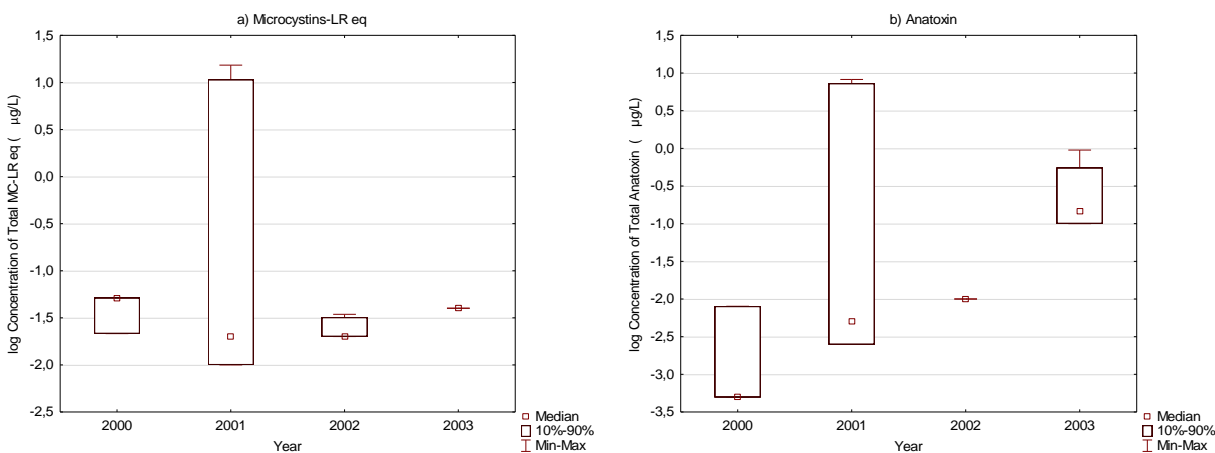 a) Microcystins-LR eq
log Concentration of Total MC-LR eq ( µg/L)
1,5
1,0
0,5
0,0
-0,5
-1,0
-1,5
-2,0
-2,5
2000 2001 2002 2003
Year
Median
10%-90%
Min-Max
b) Anatoxin
log Concentration of Total Anatoxin ( µg/L)
1,5
1,0
0,5
0,0
-0,5
-1,0
-1,5
-2,0
-2,5
-3,0
-3,5
2000 2001 2002 2003
Year
Median
10%-90%
Min-Max